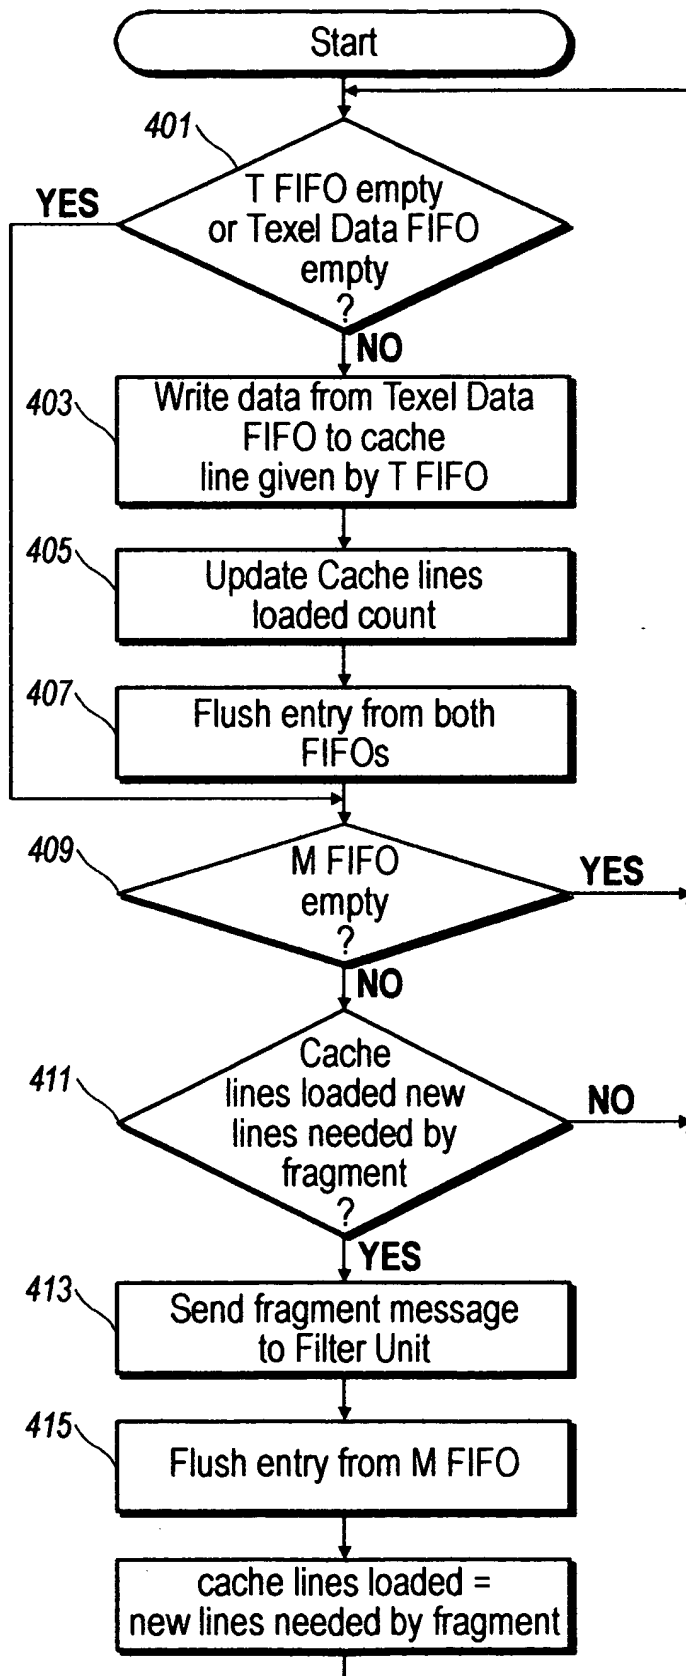 Start
401
YES
T FIFO empty
or Texel Data FIFO
empty
?
NO
403
Write data from Texel Data
FIFO to cache
line given by T FIFO
405
Update Cache lines
loaded count
407
Flush entry from both
FIFOs
409
M FIFO
empty
?
YES
NO
411
Cache
lines loaded new
lines needed by
fragment
?
NO
YES
413
Send fragment message
to Filter Unit
415
Flush entry from M FIFO
cache lines loaded =
new lines needed by fragment